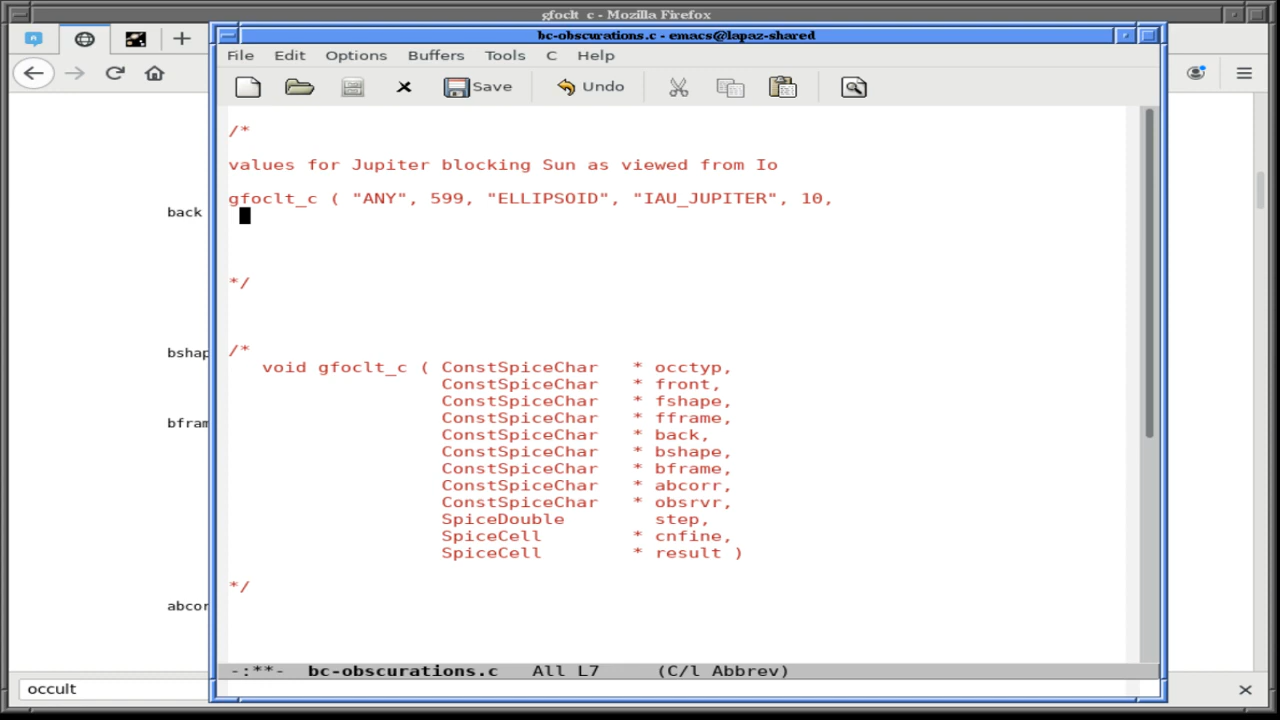 gfoclt_c - Mozilla Firefox
bc-obscurations.c - emacs@lapaz-shared
File Edit Options Buffers Tools C Help
Save Undo
/*
values for Jupiter blocking Sun as viewed from Io
gfoclt_c ( "ANY", 599, "ELLIPSOID", "IAU_JUPITER", 10,
*/
/*
void gfoclt_c ( ConstSpiceChar * occtyp,
ConstSpiceChar * front,
ConstSpiceChar * fshape,
ConstSpiceChar * fframe,
ConstSpiceChar * back,
ConstSpiceChar * bshape,
ConstSpiceChar * bframe,
ConstSpiceChar * abcorr,
ConstSpiceChar * obsrvr,
SpiceDouble step,
SpiceCell * cnfine,
SpiceCell * result )
*/
-:**- bc-obscurations.c All L7 (C/l Abbrev)
back
bshap
bfram
abcor
occult